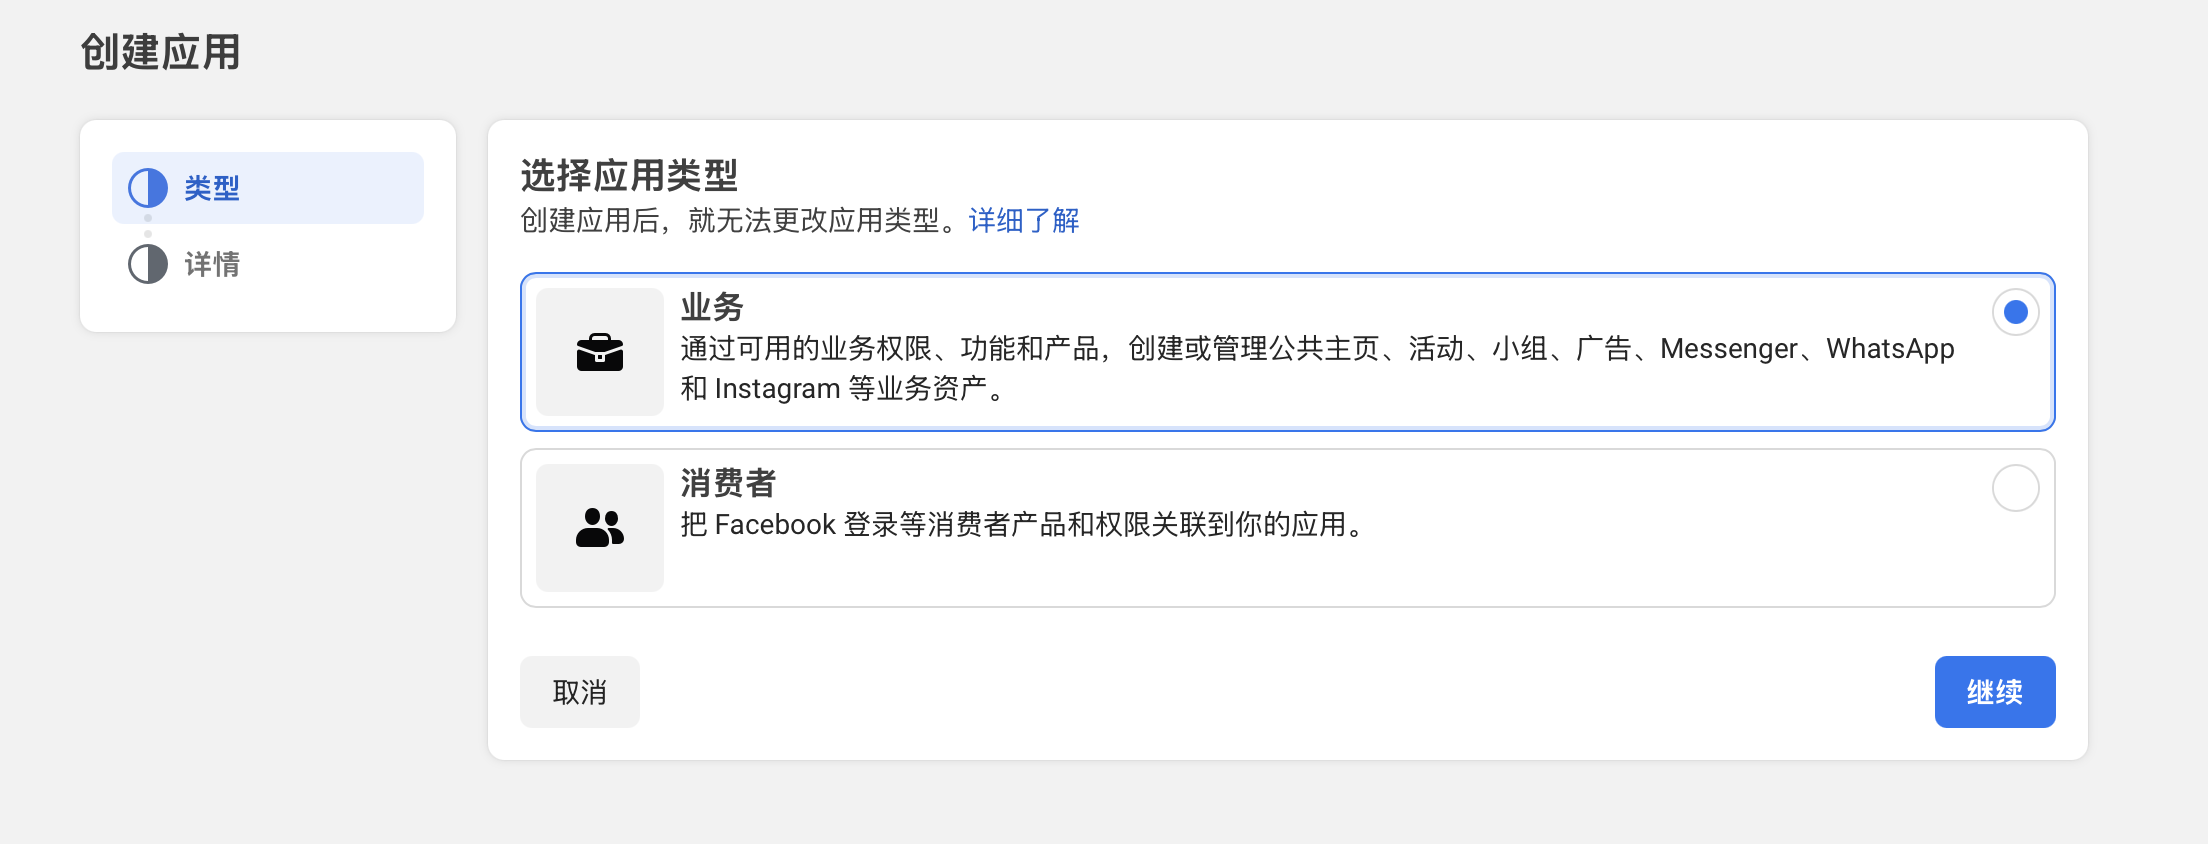 创建应用
类型
详情
选择应用类型
创建应用后，就无法更改应用类型。详细了解
业务
通过可用的业务权限、功能和产品，创建或管理公共主页、活动、小组、广告、Messenger、WhatsApp
和 Instagram 等业务资产。
消费者
把 Facebook 登录等消费者产品和权限关联到你的应用。
取消
继续